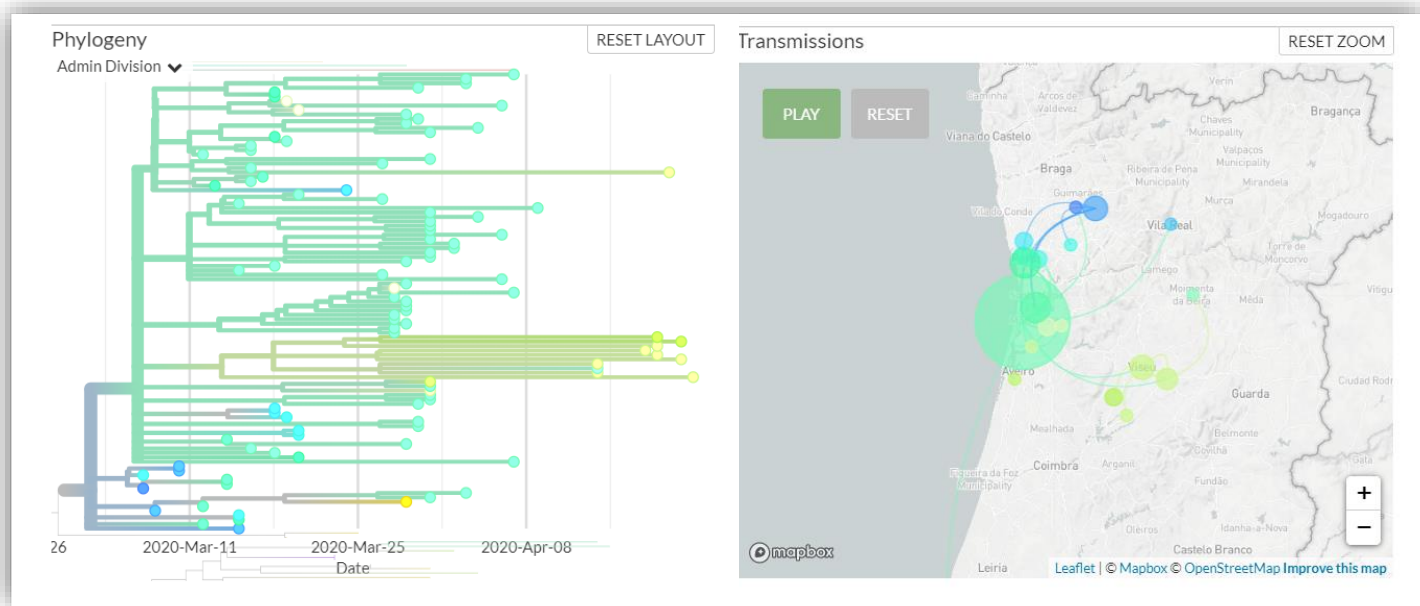 Phylogeny
RESET LAYOUT
Admin Division
26
2020-Mar-11
2020-Mar-25
2020-Apr-08
Date
Transmissions
RESET ZOOM
PLAY
RESET
Caminha
Arcos de
Valdevez
Verin
Bragança
Viana do Castelo
Chaves
Municipality
Valpaços
Municipality
Braga
Ribeira de Pena
Municipality
Mirandela
Guimarães
Vila do Conde
Murça
Mogadouro
Vila Real
Torre de
Moncorvo
Lamego
Moimenta
da Beira
Mêda
Aveiro
Viseu
Guarda
Mealhada
Belmonte
Coimbra
Arganil
Covilhã
Figueira da Foz
Municipality
Fundão
Oleiros
Idanha-a-Nova
Castelo Branco
Leiria
+
−
mapbox
Leaflet | © Mapbox © OpenStreetMap Improve this map